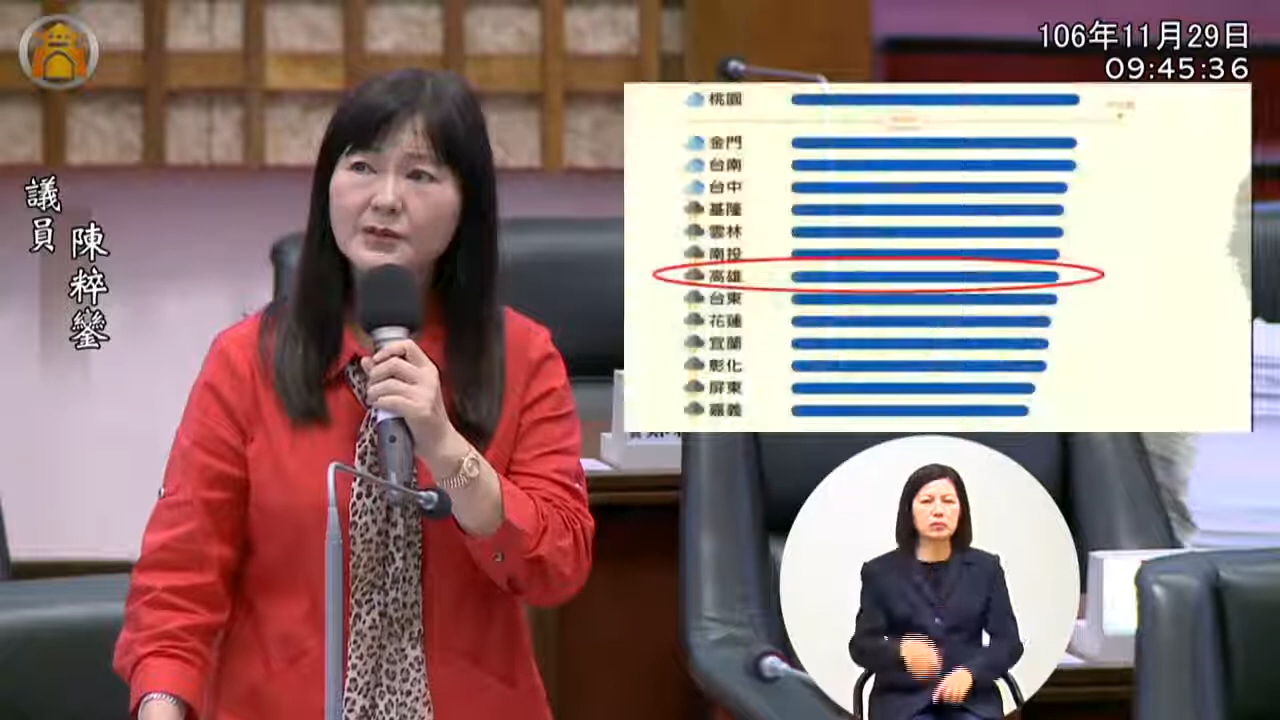 106年11月29日
09:45:36
議員
陳粹鑾
桃園
金門
台南
台中
基隆
雲林
南投
高雄
台東
花蓮
宜蘭
彰化
屏東
嘉義